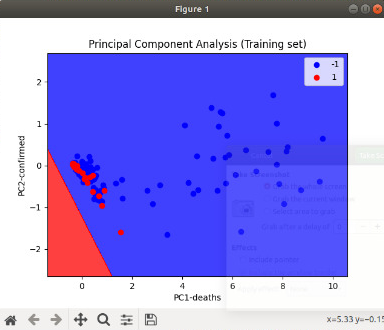 Figure 1
Principal Component Analysis (Training set)
-1
1
2
1
0
−1
−2
PC2-confirmed
0
2
4
6
8
10
PC1-deaths
x=5.33 y=-0.15